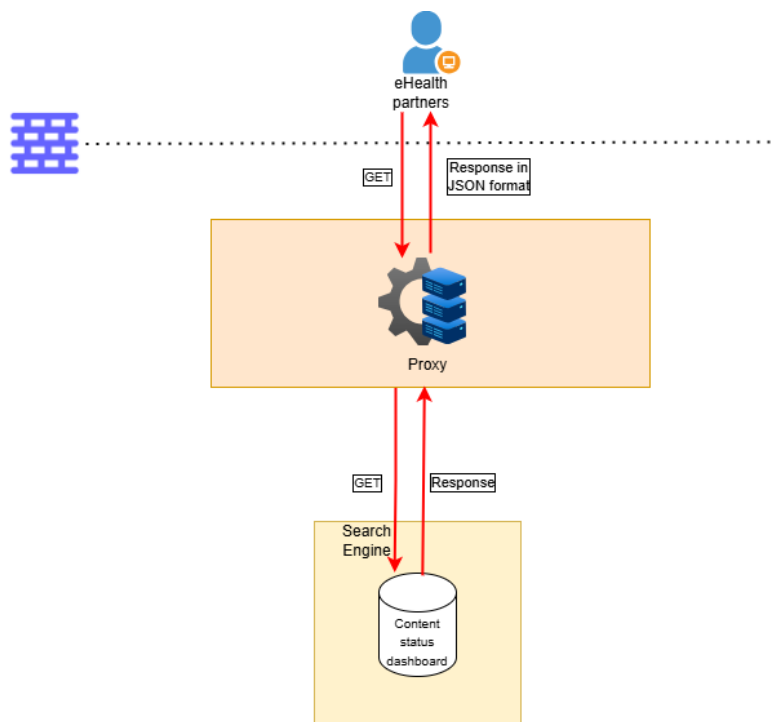 eHealth
partners
GET
Response in
JSON format
Proxy
GET
Response
Search
Engine
Content
status
dashboard